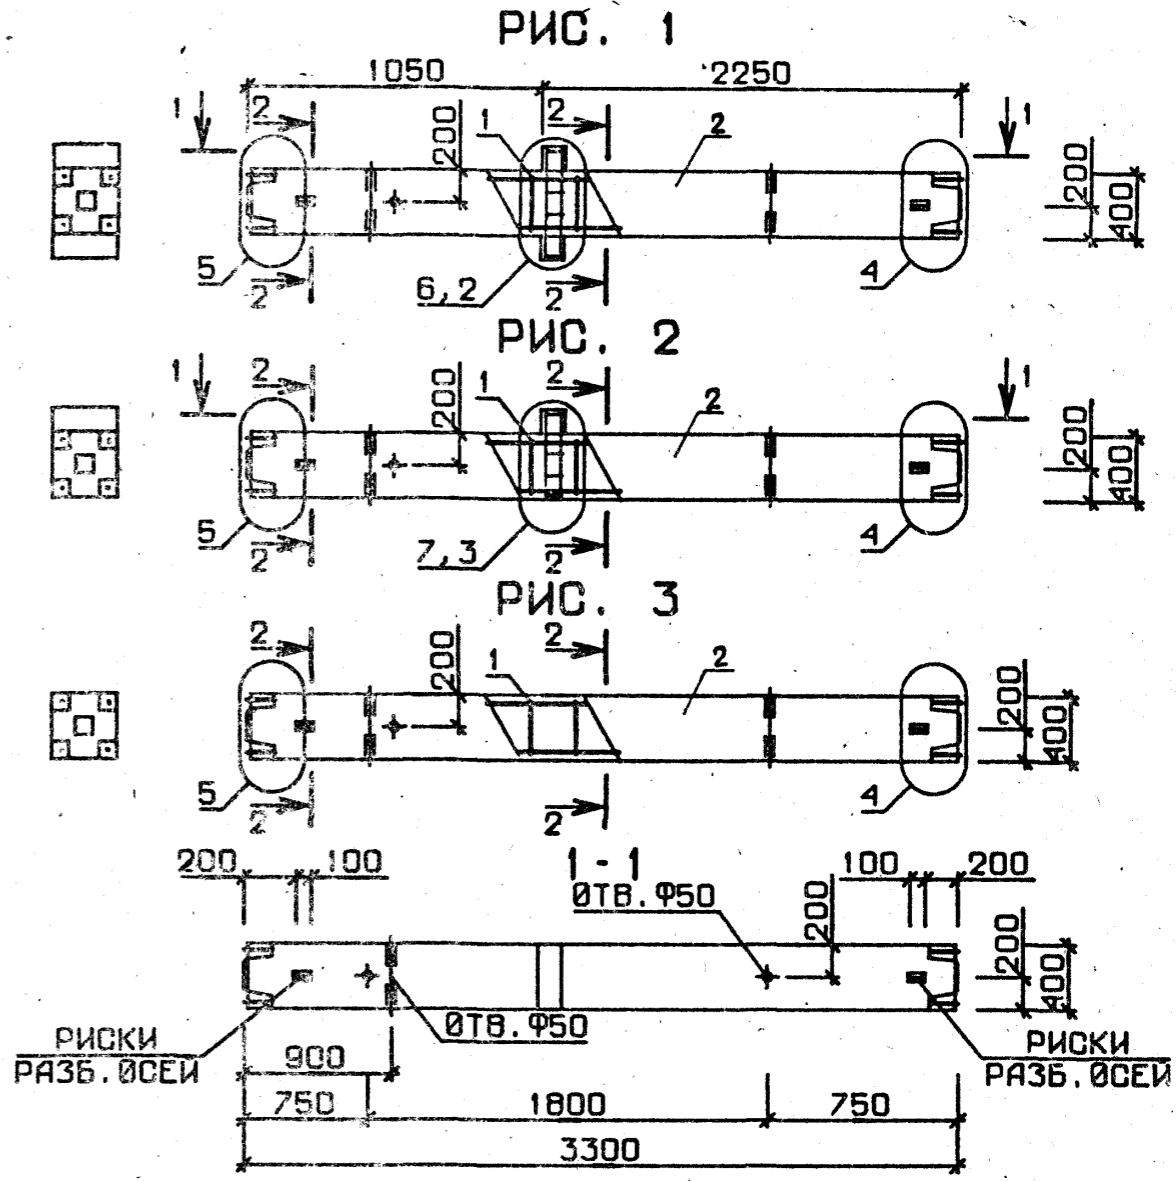 РИС. 1
1050 2250
1 2 200 1 2 2 1
200 400
5 2 6,2 2 4
РИС. 2
1 2 200 1 2 2 1
200 400
5 2 7,3 2 4
РИС. 3
2 200 1 2 2
200 400
5 2 2 4
1-1
200 100 ОТВ. Ф50 200 100 200
200 400
РИСКИ
РАЗБ. ОСЕЙ
ОТВ. Ф50
РИСКИ
РАЗБ. ОСЕЙ
900
750 1800 750
3300